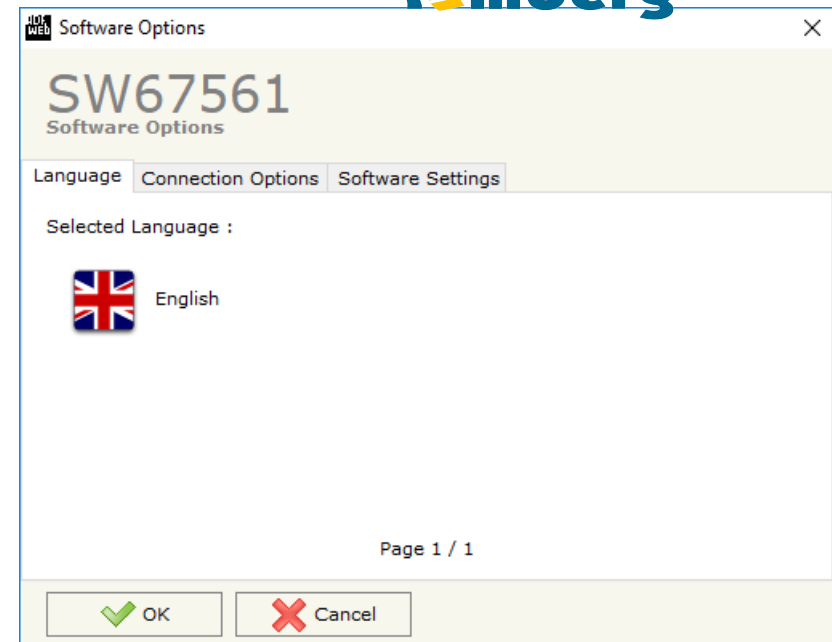 Software Options
SW67561
Software Options
Language Connection Options Software Settings
Selected Language :
English
Page 1 / 1
OK Cancel